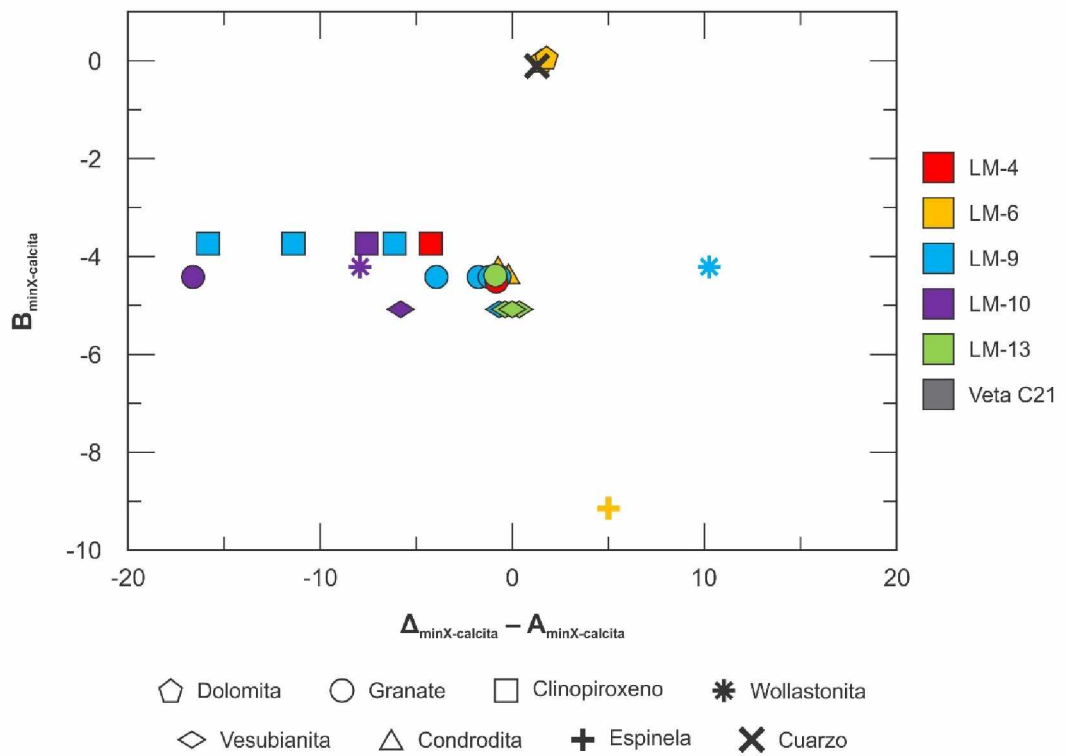 0
-2
-4
-6
-8
-10
B minX-calcita
-20
-10
0
10
20
Δ minX-calcita – A minX-calcita
LM-4
LM-6
LM-9
LM-10
LM-13
Veta C21
Dolomita Granate Clinopiroxeno Wollastonita
Vesubianita Condrodita Espinela Cuarzo